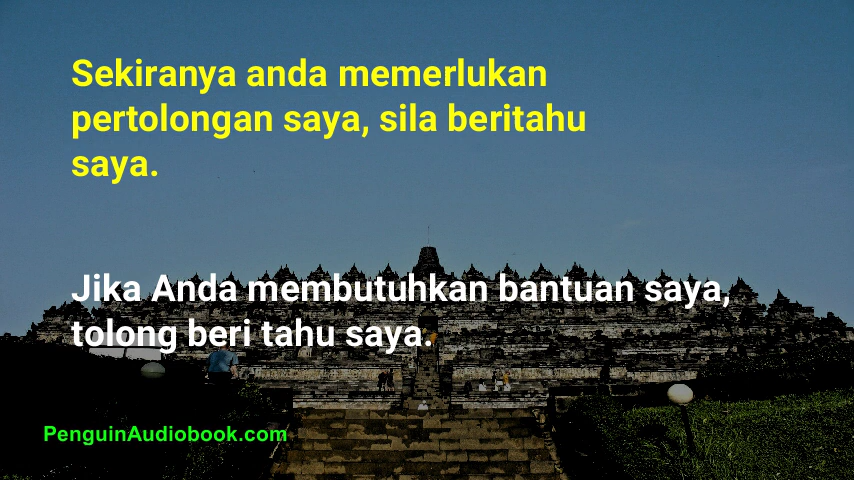 Sekiranya anda memerlukan
pertolongan saya, sila beritahu
saya.
Jika Anda membutuhkan bantuan saya,
tolong beri tahu saya.
PenguinAudiobook.com